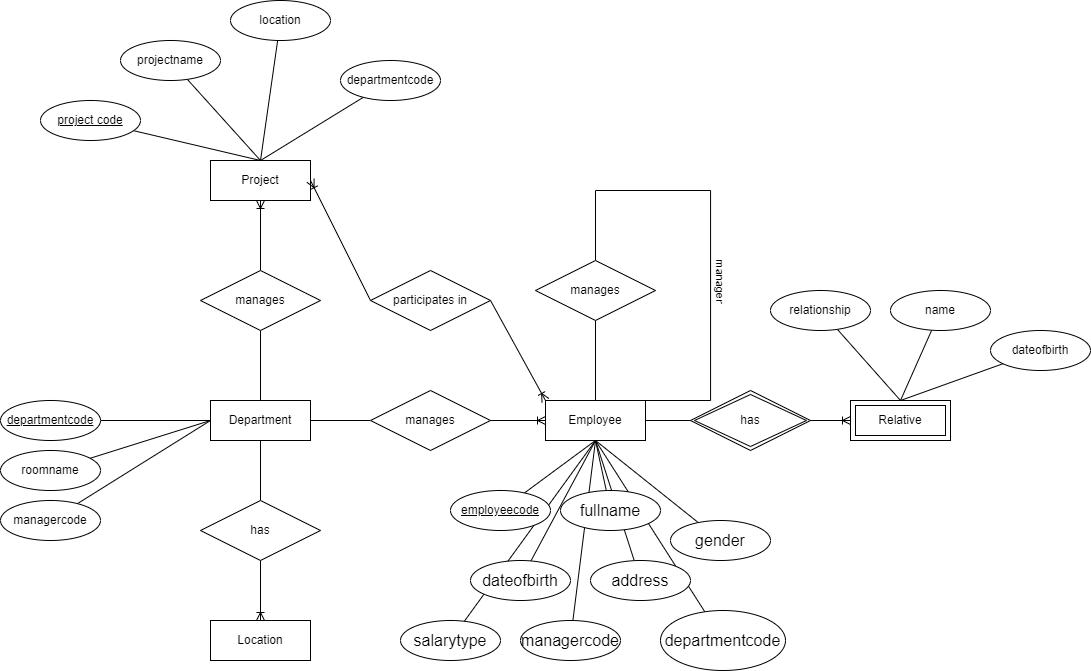 location
projectname
departmentcode
project code
Project
manager
manages
manages
participates in
relationship
name
dateofbirth
departmentcode
Department
manages
Employee
has
Relative
roomname
managercode
employeecode
fullname
has
gender
dateofbirth
address
Location
salarytype
managercode
departmentcode